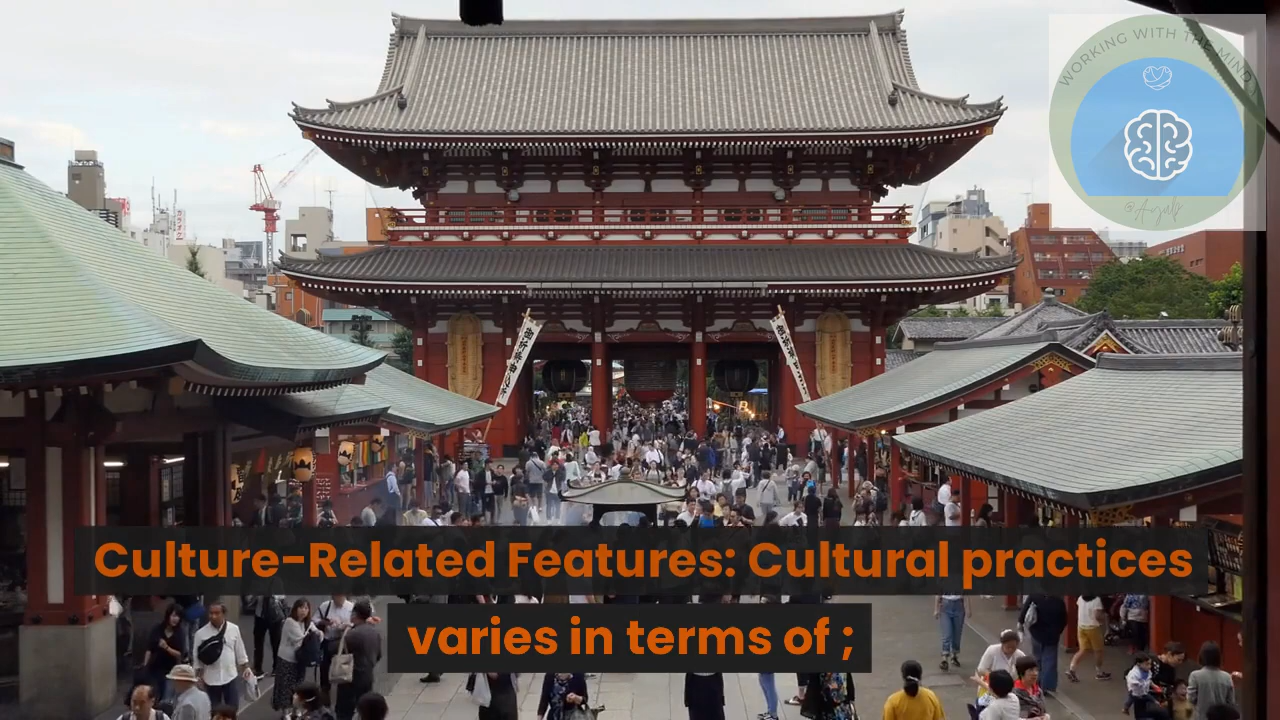 WORKING WITH THE MIND
Culture-Related Features: Cultural practices
varies in terms of ;